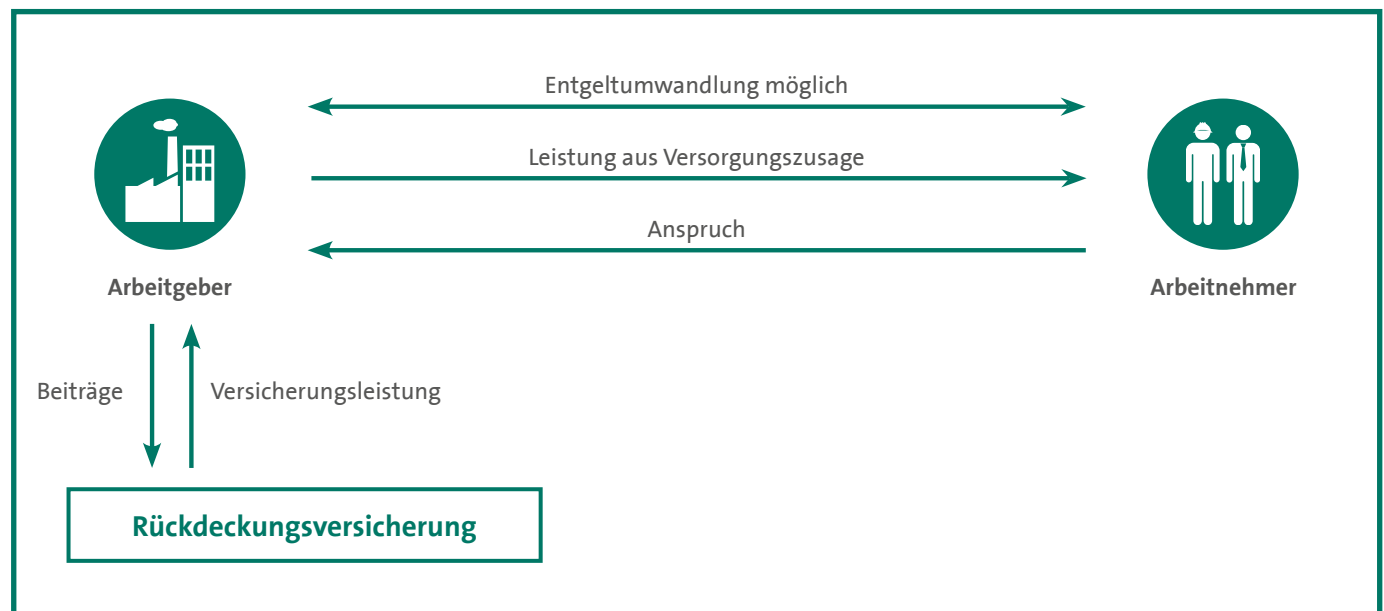 Entgeltumwandlung möglich
Leistung aus Versorgungszusage
Anspruch
Arbeitgeber
Arbeitnehmer
Beiträge
Versicherungsleistung
Rückdeckungsversicherung